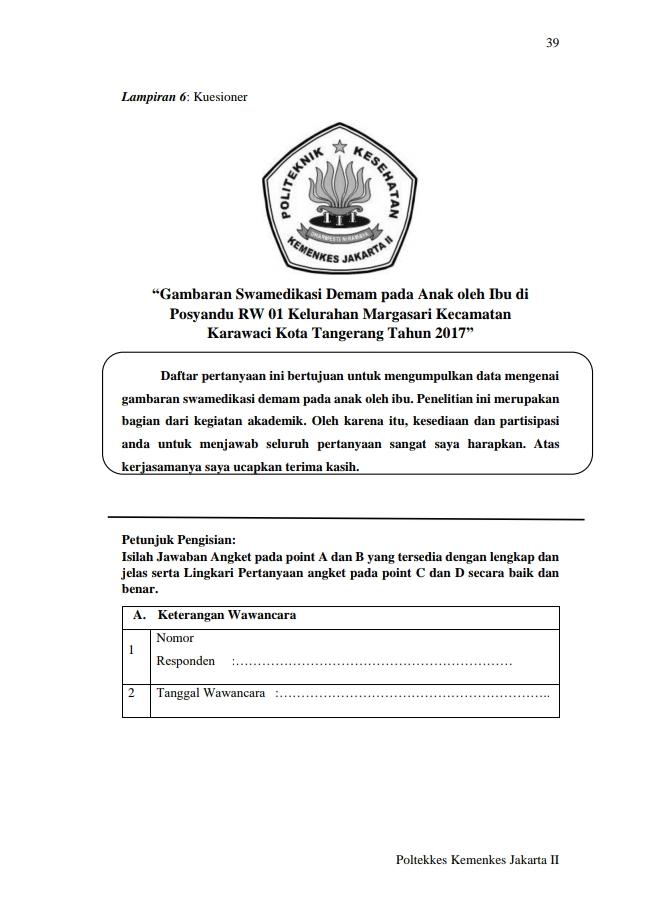 39
Lampiran 6: Kuesioner
POLITEKNIK KESEHATAN
KEMENKES JAKARTA II
“Gambaran Swamedikasi Demam pada Anak oleh Ibu di
Posyandu RW 01 Kelurahan Margasari Kecamatan
Karawaci Kota Tangerang Tahun 2017”
Daftar pertanyaan ini bertujuan untuk mengumpulkan data mengenai
gambaran swamedikasi demam pada anak oleh ibu. Penelitian ini merupakan
bagian dari kegiatan akademik. Oleh karena itu, kesediaan dan partisipasi
anda untuk menjawab seluruh pertanyaan sangat saya harapkan. Atas
kerjasamanya saya ucapkan terima kasih.
Petunjuk Pengisian:
Isilah Jawaban Angket pada point A dan B yang tersedia dengan lengkap dan
jelas serta Lingkari Pertanyaan angket pada point C dan D secara baik dan
benar.
A. Keterangan Wawancara
1 Nomor
Responden :……………………………………………………………
2 Tanggal Wawancara :…………………………………………………………..
Poltekkes Kemenkes Jakarta II